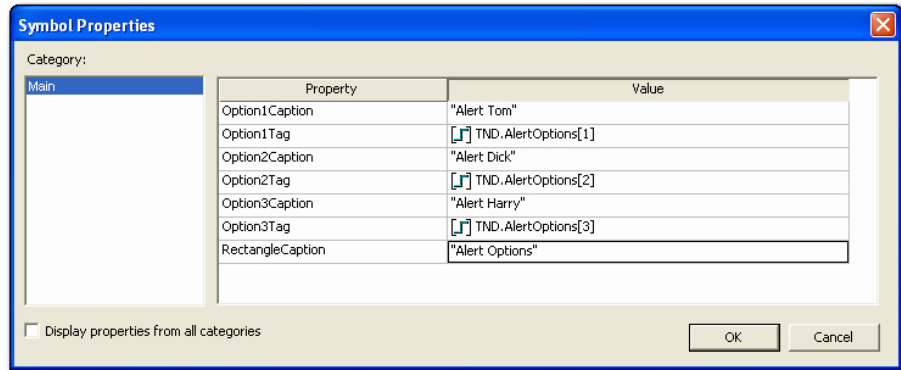 Symbol Properties
Category:
Main
Property Value
Option1Caption "Alert Tom"
Option1Tag TND.AlertOptions[1]
Option2Caption "Alert Dick"
Option2Tag TND.AlertOptions[2]
Option3Caption "Alert Harry"
Option3Tag TND.AlertOptions[3]
RectangleCaption "Alert Options"
Display properties from all categories
OK Cancel